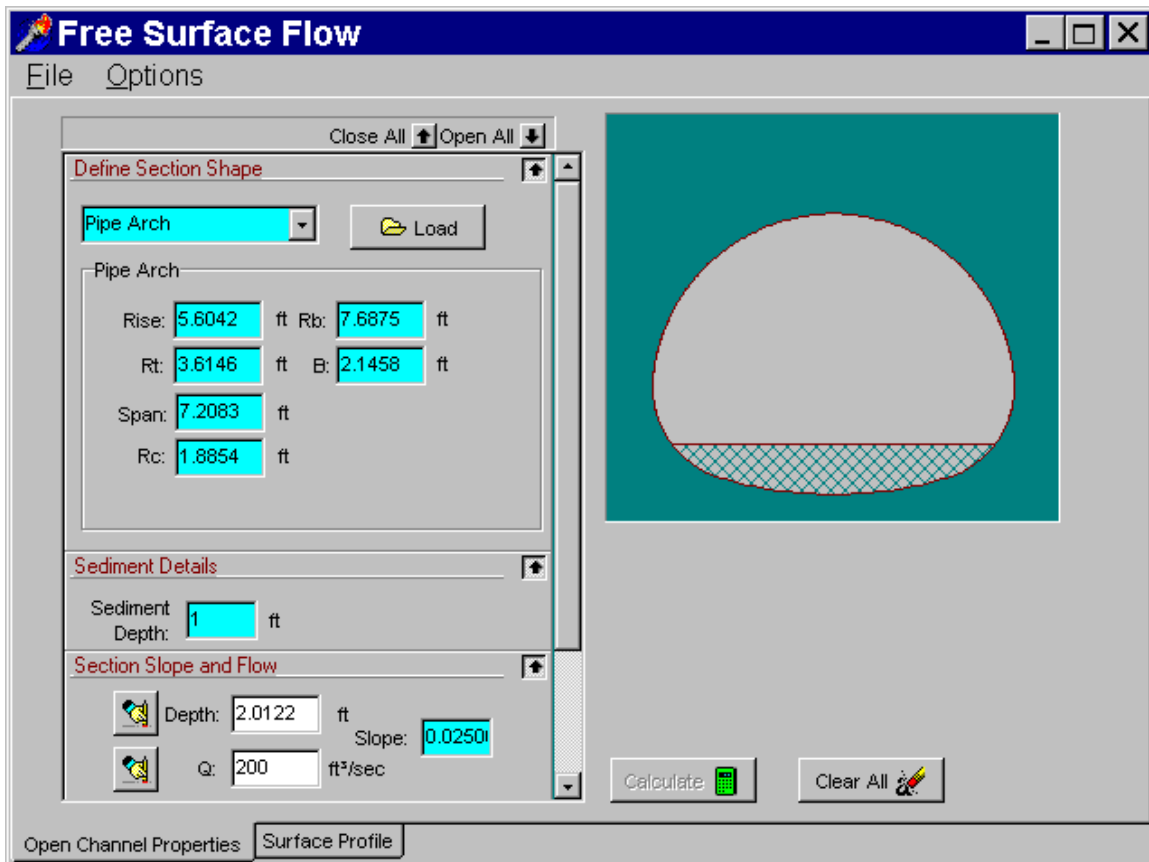 Free Surface Flow
File Options
Close All Open All
Define Section Shape
Pipe Arch
Load
Pipe Arch
Rise: 5.6042 ft Rb: 7.6875 ft
Rt: 3.6146 ft B: 2.1458 ft
Span: 7.2083 ft
Rc: 1.8854 ft
Sediment Details
Sediment
Depth: 1 ft
Section Slope and Flow
Depth: 2.0122 ft
Slope: 0.0250
Q: 200 ft³/sec
Calculate Clear All
Open Channel Properties Surface Profile